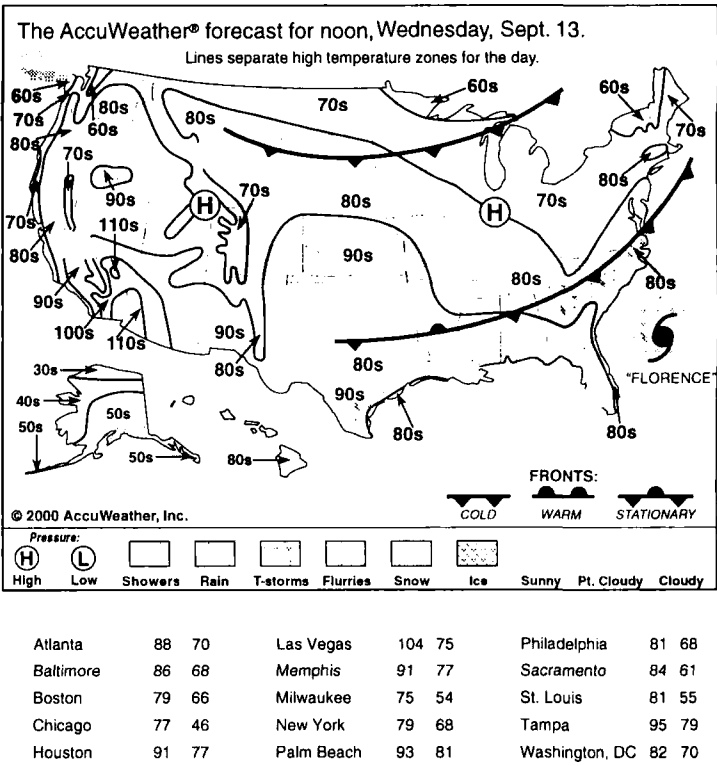 The AccuWeather® forecast for noon, Wednesday, Sept. 13.
Lines separate high temperature zones for the day.
60s
70s
80s
80s
60s
80s
70s
60s
60s
70s
70s
90s
70s
80s
80s
70s
70s
80s
110s
90s
80s
80s
90s
100s
110s
90s
80s
80s
90s
80s
80s
"FLORENCE"
30s
40s
50s
50s
50s
80s
FRONTS:
COLD WARM STATIONARY
© 2000 AccuWeather, Inc.
Pressure:
H L
High Low Showers Rain T-storms Flurries Snow Ice Sunny Pt. Cloudy Cloudy
H
H
Atlanta 88 70 Las Vegas 104 75 Philadelphia 81 68
Baltimore 86 68 Memphis 91 77 Sacramento 84 61
Boston 79 66 Milwaukee 75 54 St. Louis 81 55
Chicago 77 46 New York 79 68 Tampa 95 79
Houston 91 77 Palm Beach 93 81 Washington, DC 82 70